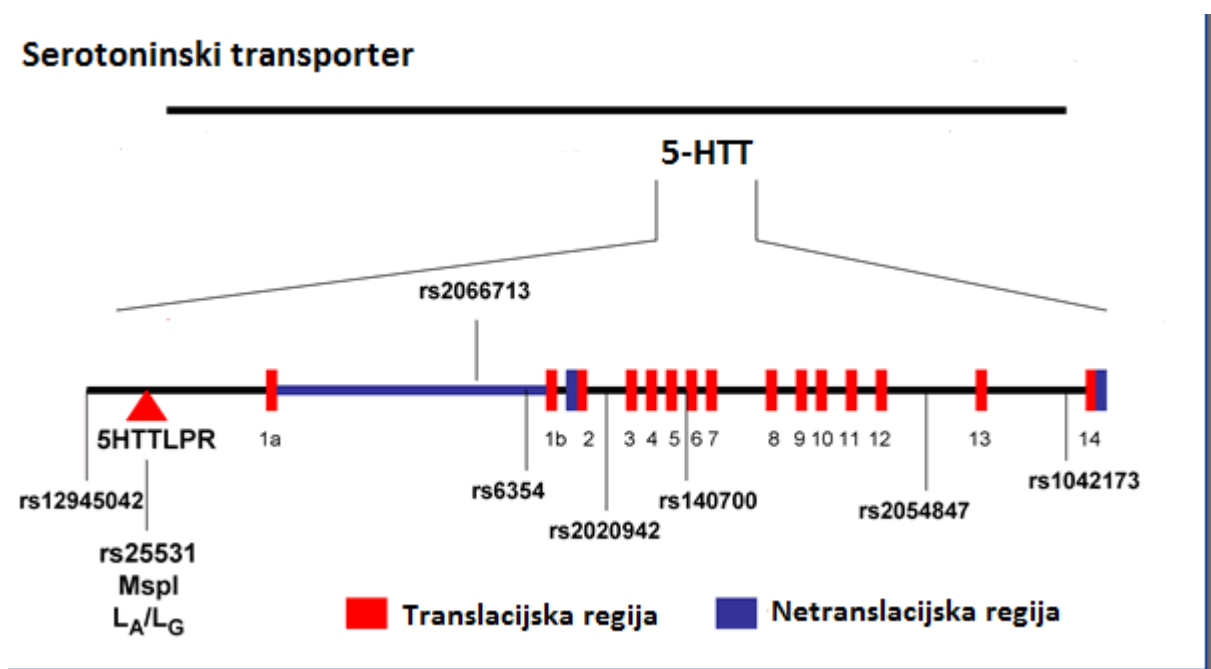 Serotoninski transporter
5-HTT
rs2066713
5HTTLPR
1a
1b
2
3
4
5
6
7
8
9
10
11
12
13
14
rs12945042
rs6354
rs2020942
rs140700
rs2054847
rs1042173
rs25531
MspI
LA/LG
Translacijska regija
Netranslacijska regija